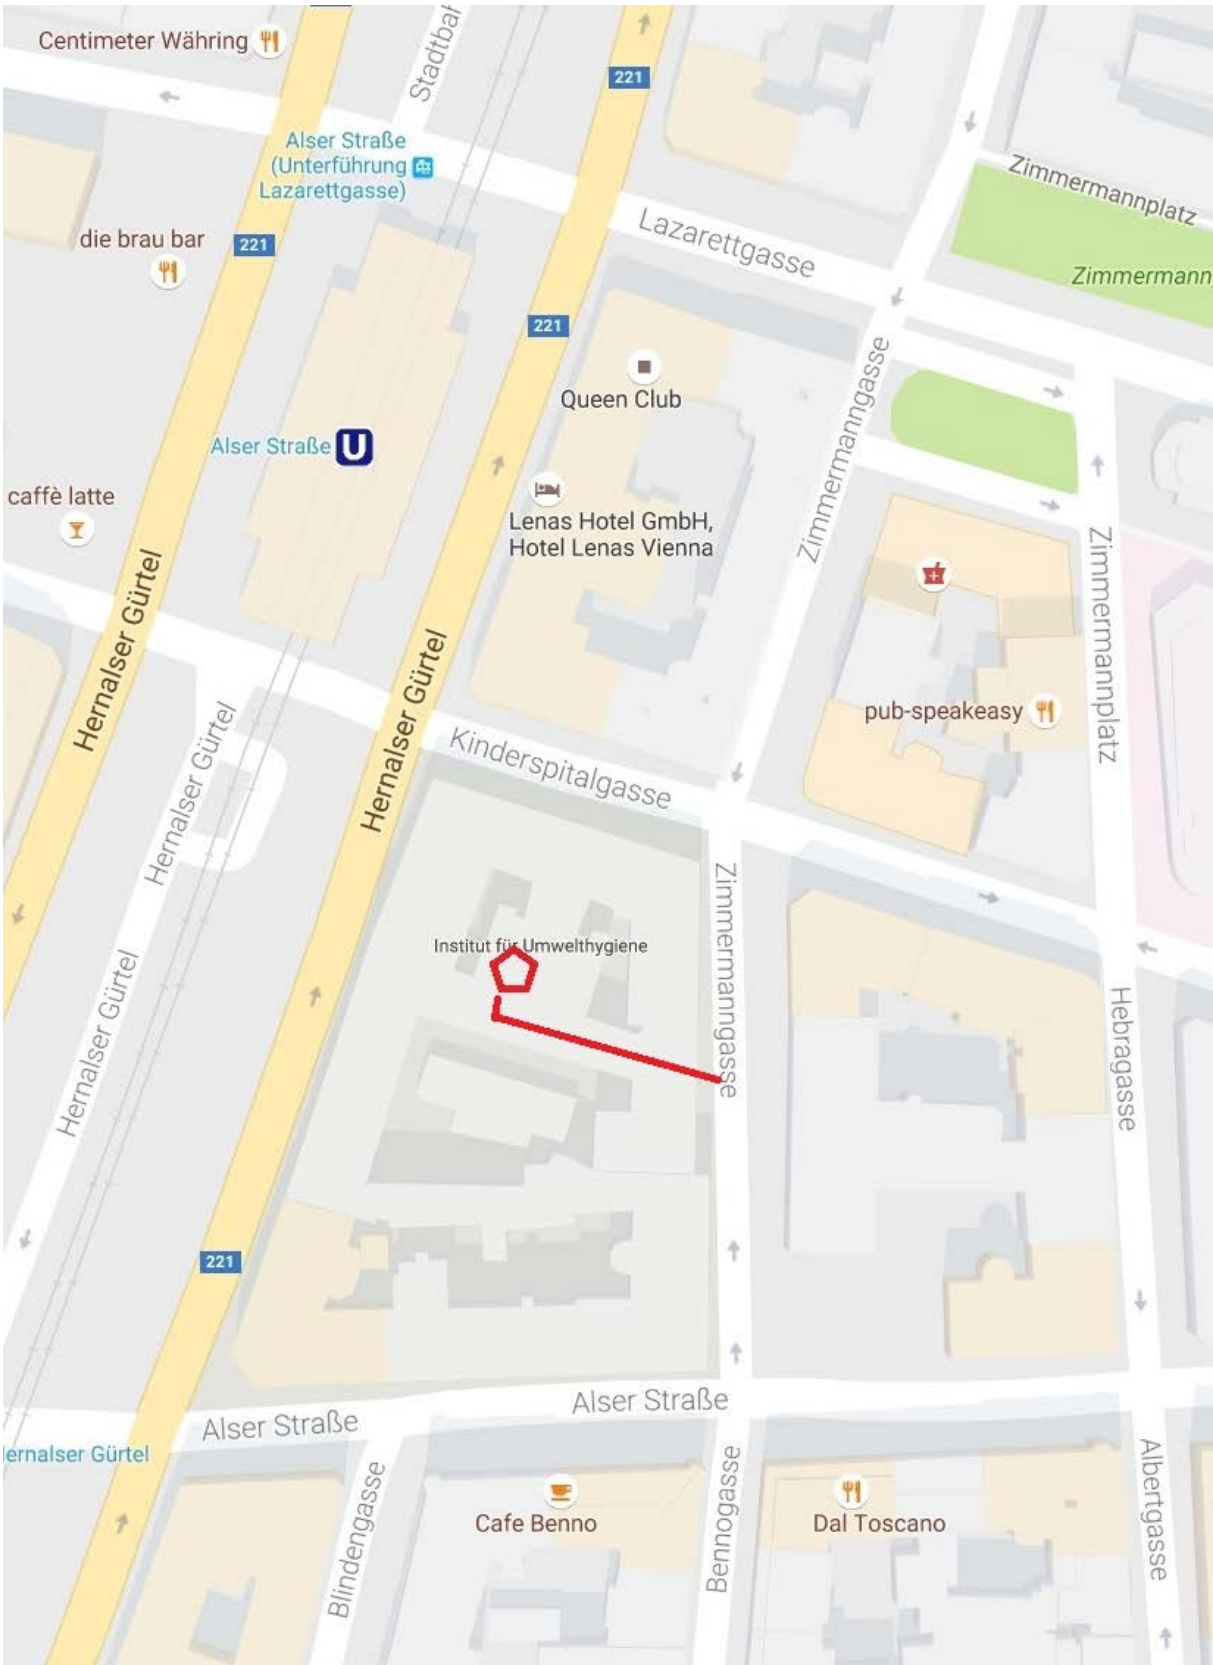 Centimeter Währing
Stadtbah
221
Alser Straße
(Unterführung
Lazarettgasse)
Zimmermannplatz
die brau bar
221
Lazarettgasse
Zimmermann
221
Queen Club
Zimmermanngasse
Alser Straße U
caffè latte
Lenas Hotel GmbH,
Hotel Lenas Vienna
Zimmermannplatz
Hernalser Gürtel
Hernalser Gürtel
Hernalser Gürtel
pub-speakeasy
Kinderspitalgasse
Zimmermanngasse
Institut für Umwelthygiene
Hernalser Gürtel
Hebragasse
221
Alser Straße
Alser Straße
ernalser Gürtel
Blindengasse
Bennogasse
Albertgasse
Cafe Benno
Dal Toscano